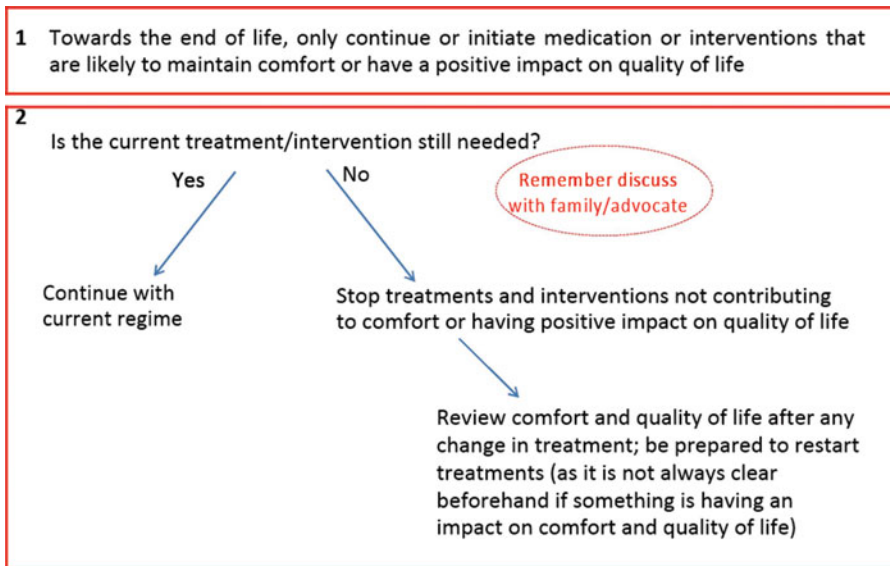 1 Towards the end of life, only continue or initiate medication or interventions that
are likely to maintain comfort or have a positive impact on quality of life
2
Is the current treatment/intervention still needed?
Yes
No
Remember discuss
with family/advocate
Continue with
current regime
Stop treatments and interventions not contributing
to comfort or having positive impact on quality of life
Review comfort and quality of life after any
change in treatment; be prepared to restart
treatments (as it is not always clear
beforehand if something is having an
impact on comfort and quality of life)